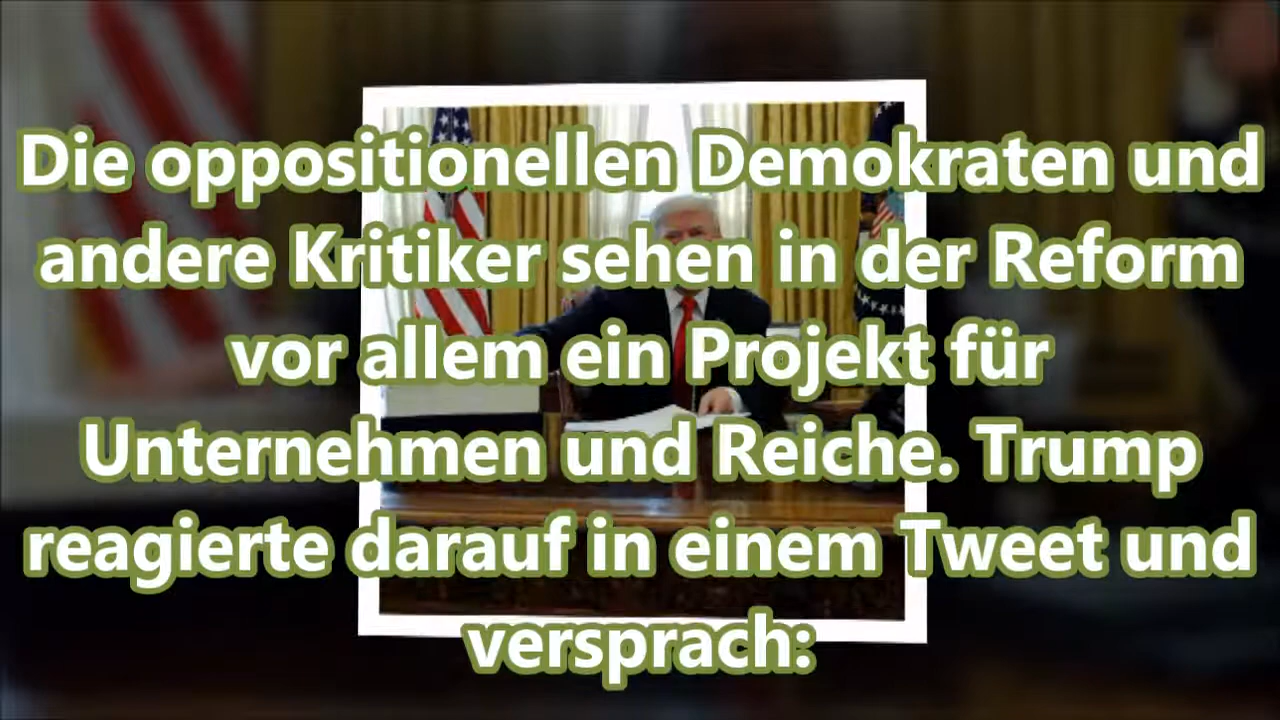 Die oppositionellen Demokraten und
andere Kritiker sehen in der Reform
vor allem ein Projekt für
Unternehmen und Reiche. Trump
reagierte darauf in einem Tweet und
versprach: